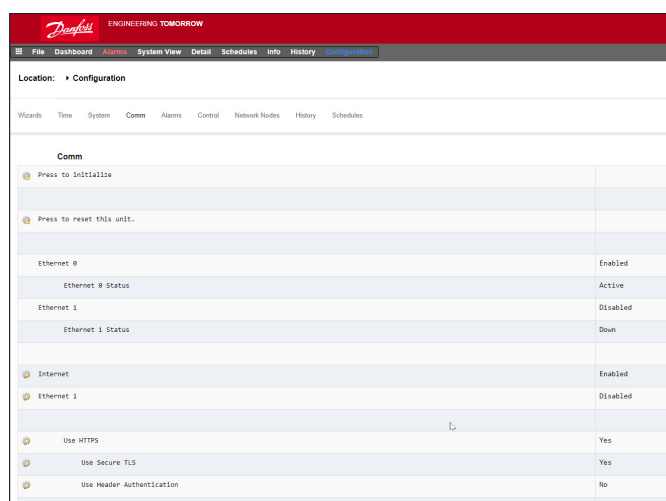 Danfoss ENGINEERING TOMORROW
File Dashboard Alarms System View Detail Schedules Info History Configuration
Location: Configuration
Wizards Time System Comm Alarms Control Network Nodes History Schedules
Comm
Press to initialize
Press to reset this unit.
Ethernet 0 Enabled
Ethernet 0 Status Active
Ethernet 1 Disabled
Ethernet 1 Status Down
Internet Enabled
Ethernet 1 Disabled
Use HTTPS Yes
Use Secure TLS Yes
Use Header Authentication No